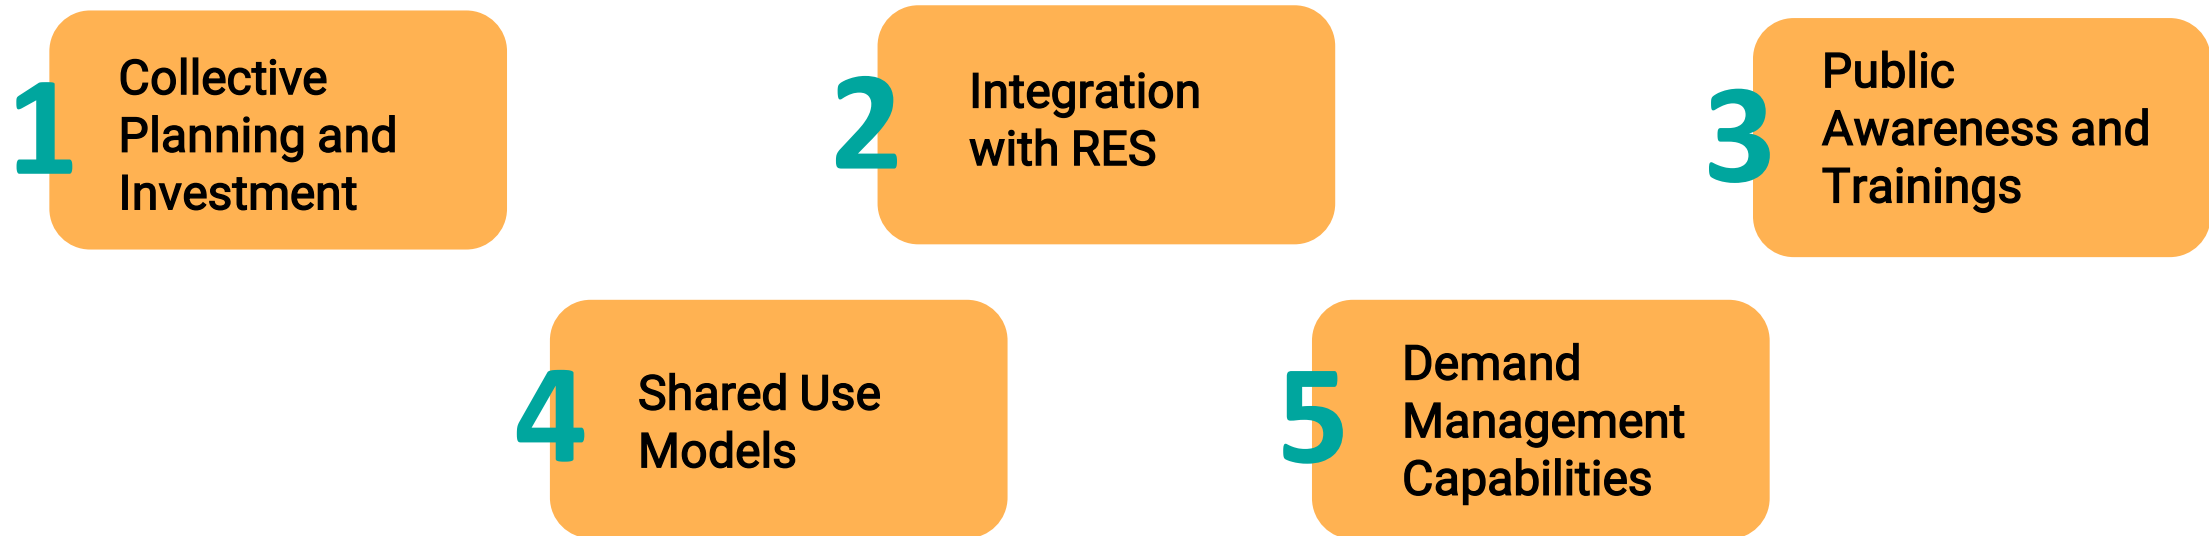 1
Collective
Planning and
Investment
2
Integration
with RES
3
Public
Awareness and
Trainings
4
Shared Use
Models
5
Demand
Management
Capabilities